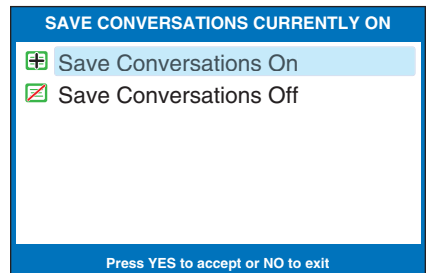 SAVE CONVERSATIONS CURRENTLY ON
Save Conversations On
Save Conversations Off
Press YES to accept or NO to exit